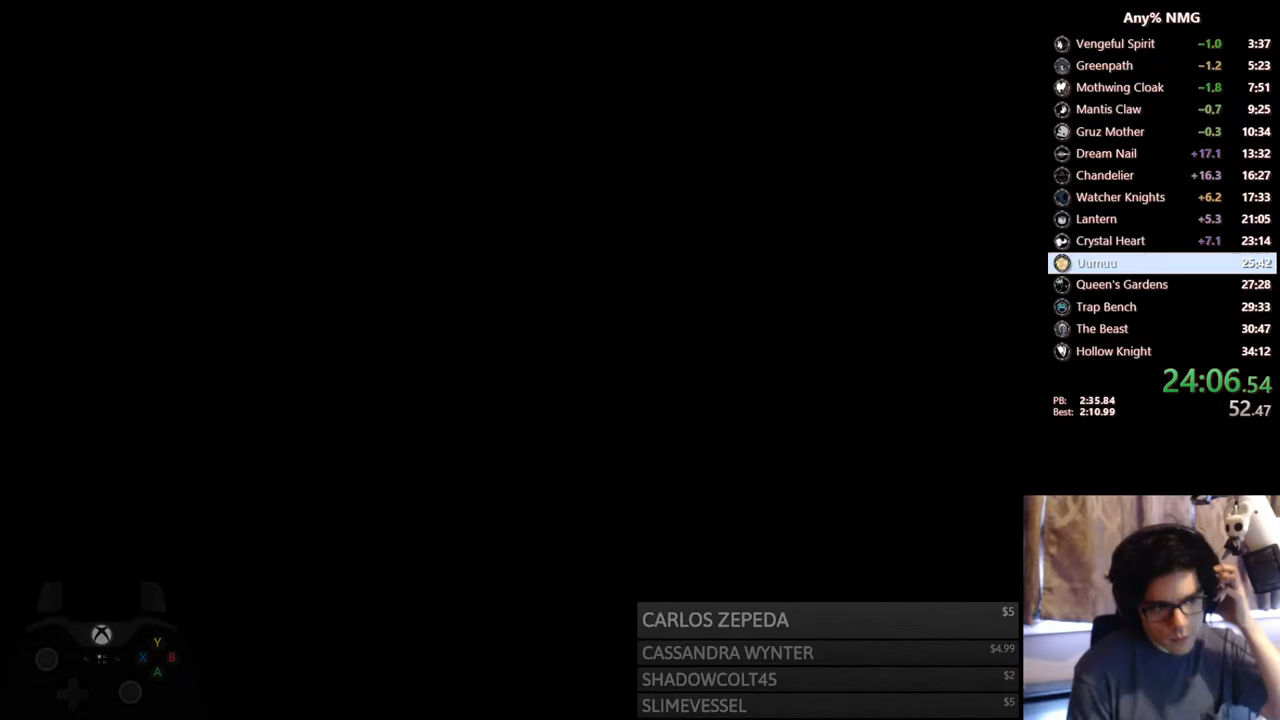 Any% NMG
Vengeful Spirit −1.0 3:37
Greenpath −1.2 5:23
Mothwing Cloak −1.8 7:51
Mantis Claw −0.7 9:25
Gruz Mother −0.3 10:34
Dream Nail +17.1 13:32
Chandelier +16.3 16:27
Watcher Knights +6.2 17:33
Lantern +5.3 21:05
Crystal Heart +7.1 23:14
Uumuu 25:42
Queen's Gardens 27:28
Trap Bench 29:33
The Beast 30:47
Hollow Knight 34:12
24:06.54
PB: 2:35.84
Best: 2:10.99
52.47
CARLOS ZEPEDA $5
CASSANDRA WYNTER $4.99
SHADOWCOLT45 $2
SLIMEVESSEL $5
Y
X B
A